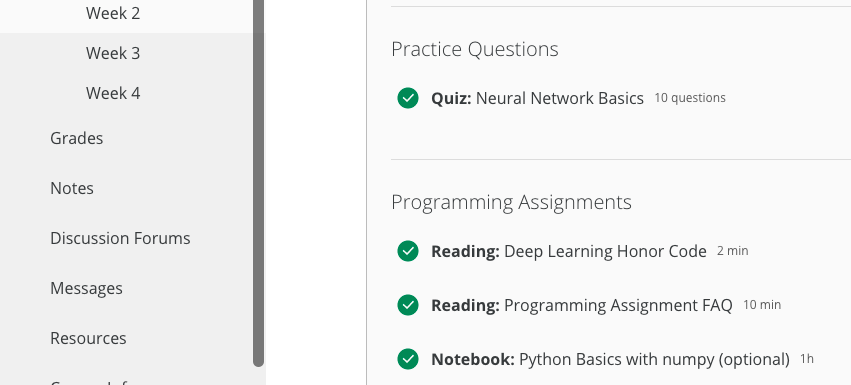 Week 2
Week 3
Week 4
Grades
Notes
Discussion Forums
Messages
Resources
Practice Questions
Quiz: Neural Network Basics 10 questions
Programming Assignments
Reading: Deep Learning Honor Code 2 min
Reading: Programming Assignment FAQ 10 min
Notebook: Python Basics with numpy (optional) 1h